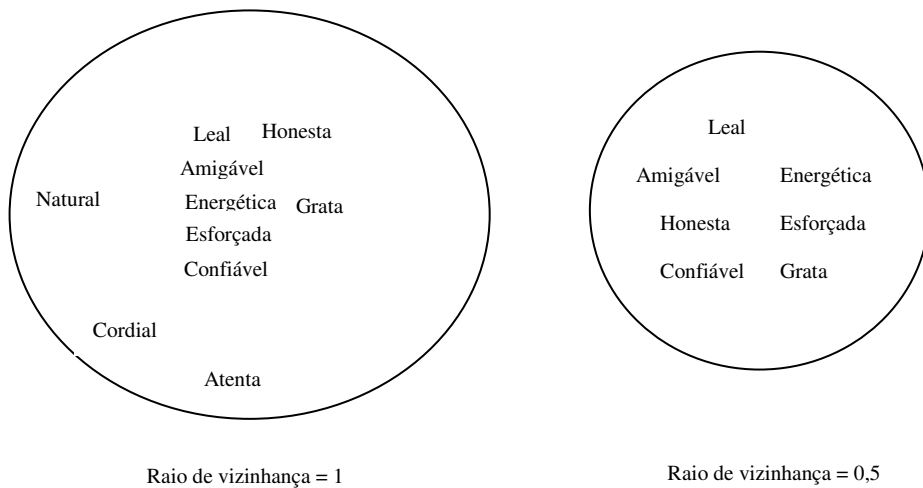 Leal Honesta
Amigável
Natural Energética Grata
Esforçada
Confiável
Cordial
Atenta
Raio de vizinhança = 1
Leal
Amigável Energética
Honesta Esforçada
Confiável Grata
Raio de vizinhança = 0,5